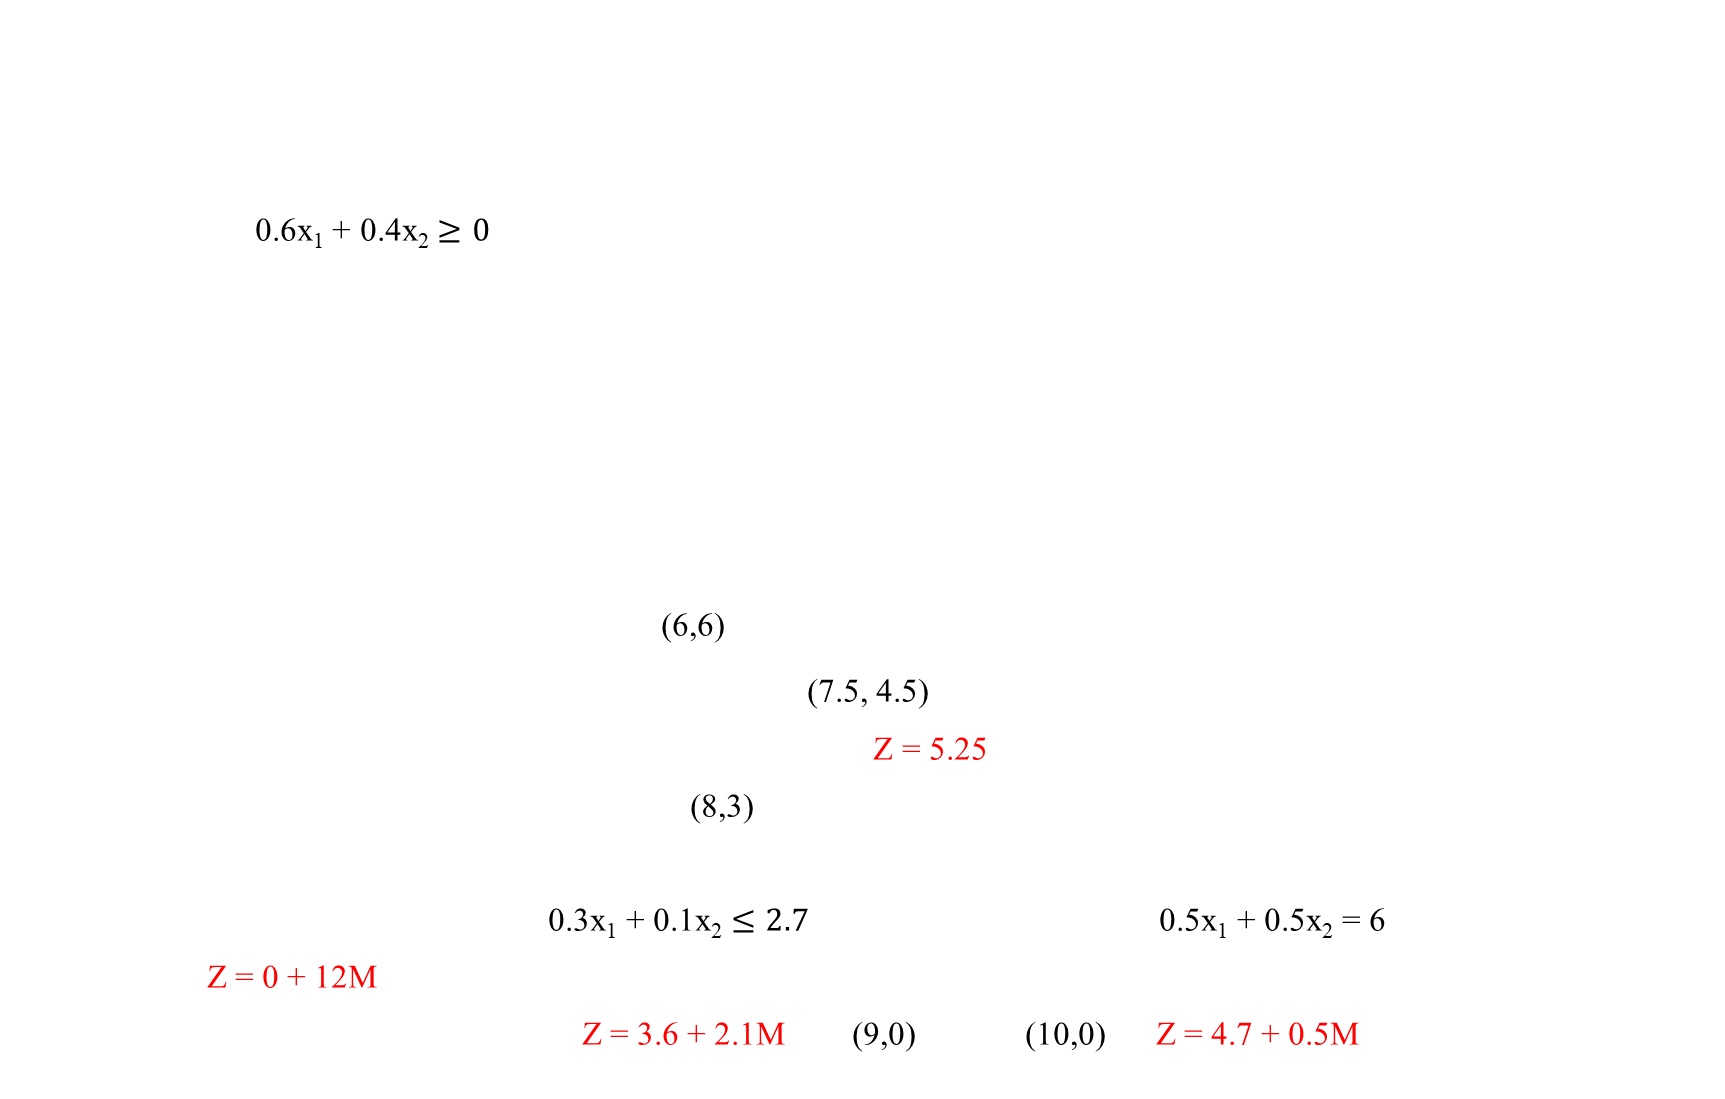 0.6x₁ + 0.4x₂ ≥ 0
(6,6)
(7.5, 4.5)
Z = 5.25
(8,3)
0.3x₁ + 0.1x₂ ≤ 2.7
0.5x₁ + 0.5x₂ = 6
Z = 0 + 12M
Z = 3.6 + 2.1M
(9,0)
(10,0)
Z = 4.7 + 0.5M